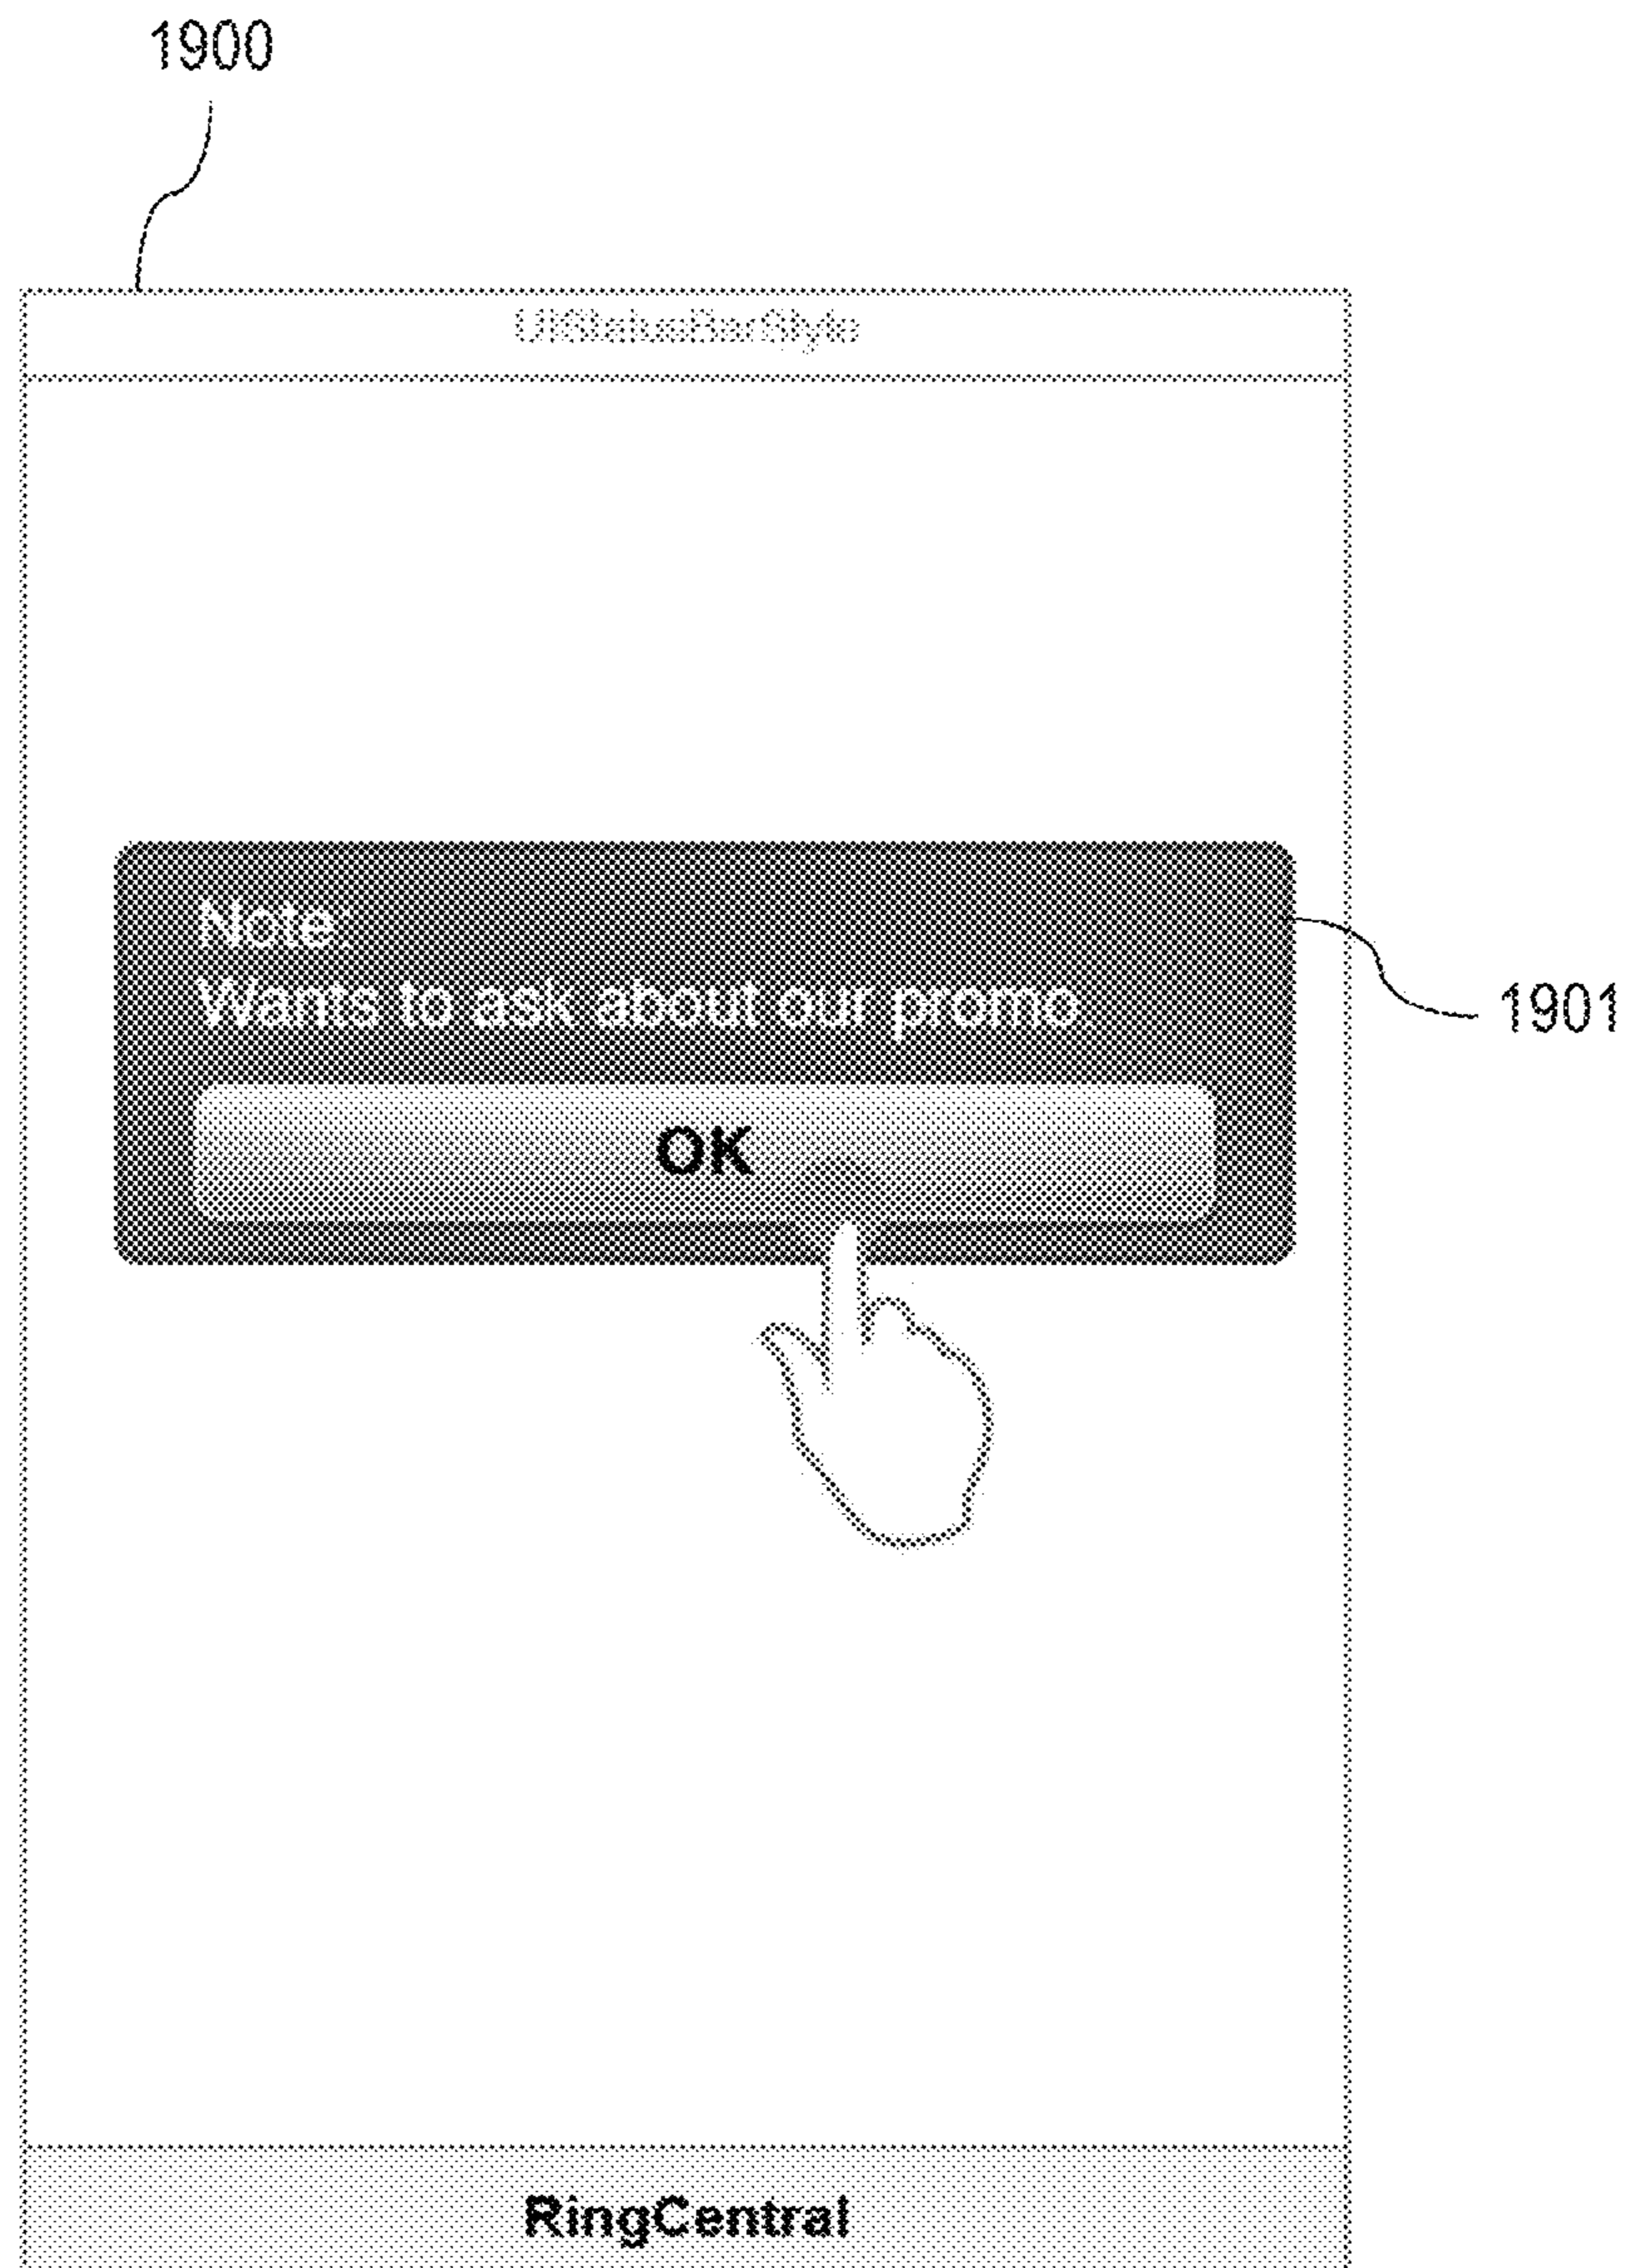 1900
UIStatusBarStyle
Note:
Wants to ask about our promo
1901
OK
RingCentral